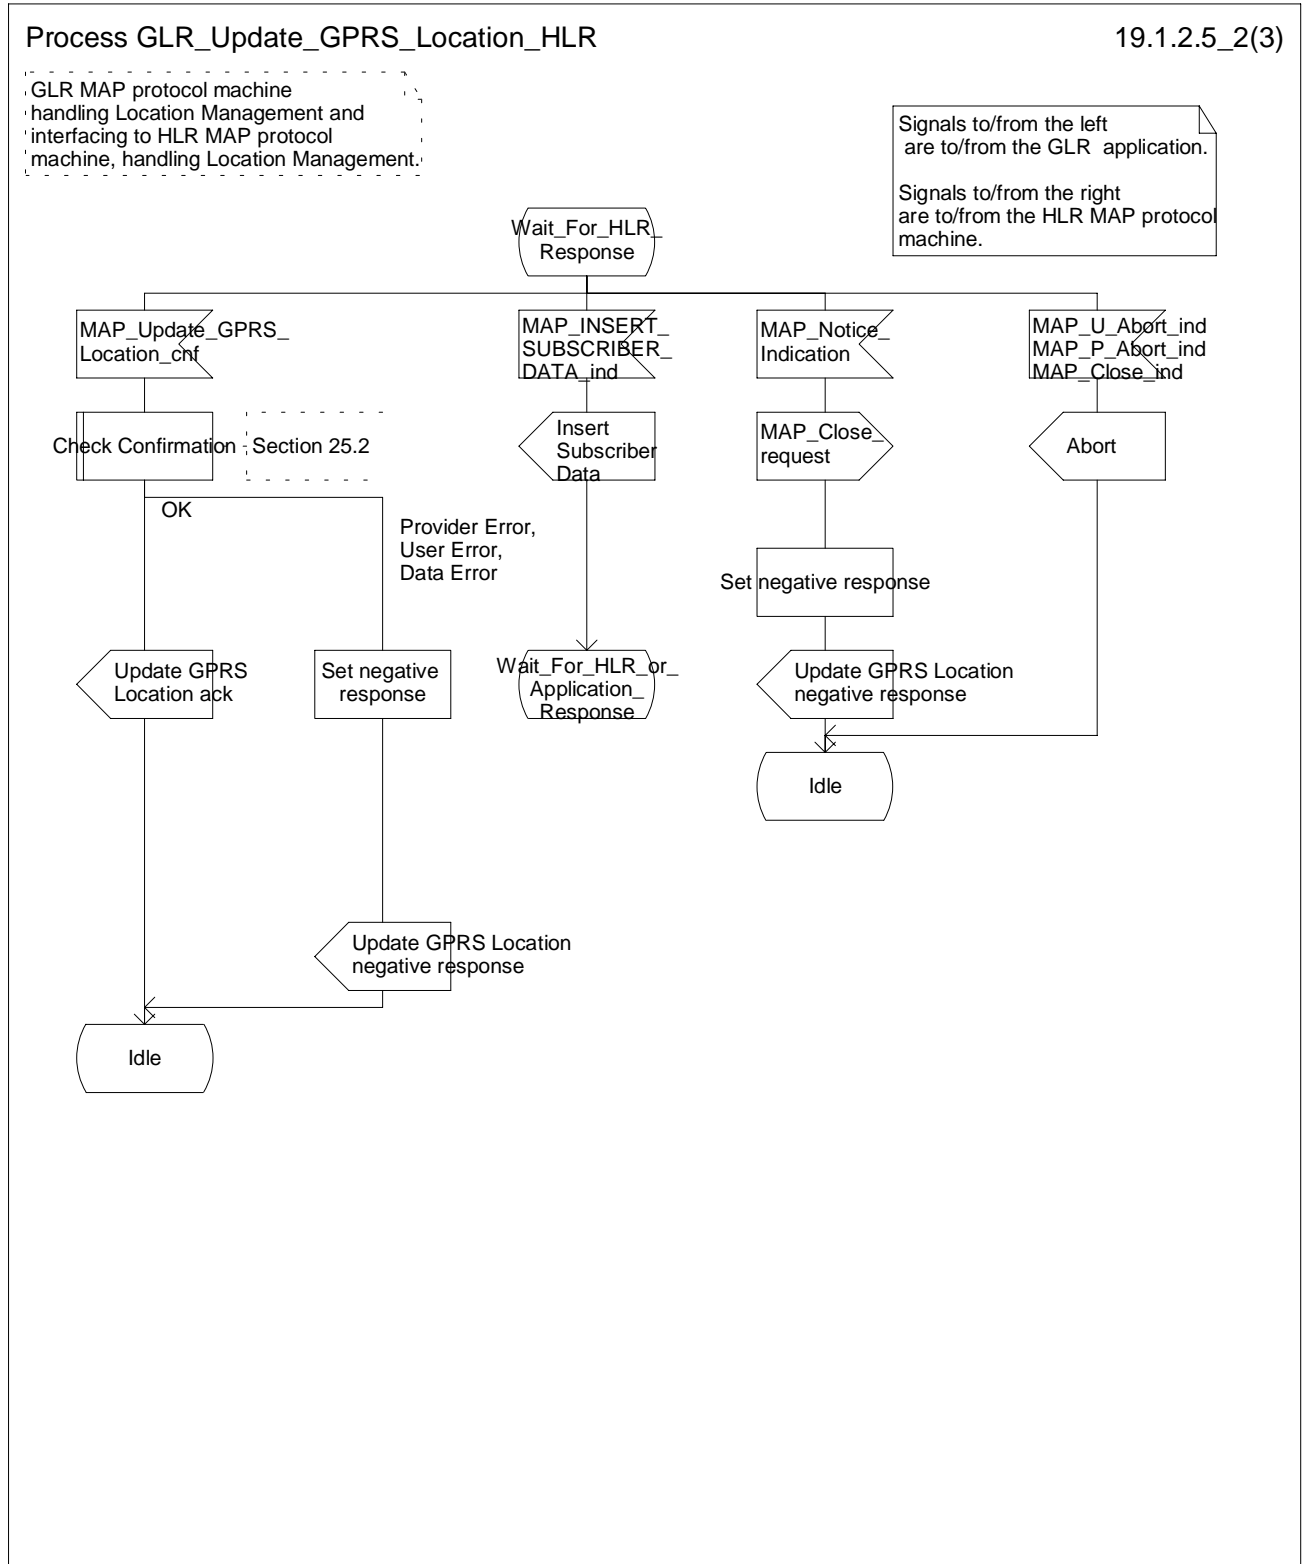 Process GLR_Update_GPRS_Location_HLR
19.1.2.5_2(3)
GLR MAP protocol machine
handling Location Management and
interfacing to HLR MAP protocol
machine, handling Location Management.
Signals to/from the left
are to/from the GLR application.
Signals to/from the right
are to/from the HLR MAP protocol
machine.
Wait_For_HLR_
Response
MAP_Update_GPRS_
Location_cnf
MAP_INSERT_
SUBSCRIBER_
DATA_ind
MAP_Notice_
Indication
MAP_U_Abort_ind
MAP_P_Abort_ind
MAP_Close_ind
Check Confirmation
Section 25.2
Insert
Subscriber
Data
MAP_Close_
request
Abort
OK
Provider Error,
User Error,
Data Error
Set negative response
Update GPRS
Location ack
Set negative
response
Wait_For_HLR_or_
Application_
Response
Update GPRS Location
negative response
Idle
Update GPRS Location
negative response
Idle